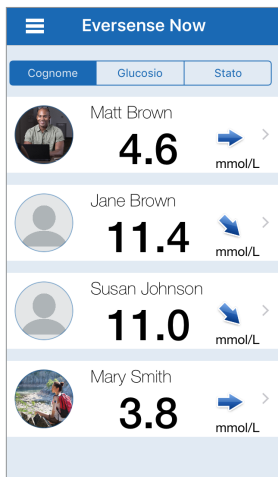 Eversense Now
Cognome Glucosio Stato
Matt Brown
4.6
mmol/L
Jane Brown
11.4
mmol/L
Susan Johnson
11.0
mmol/L
Mary Smith
3.8
mmol/L